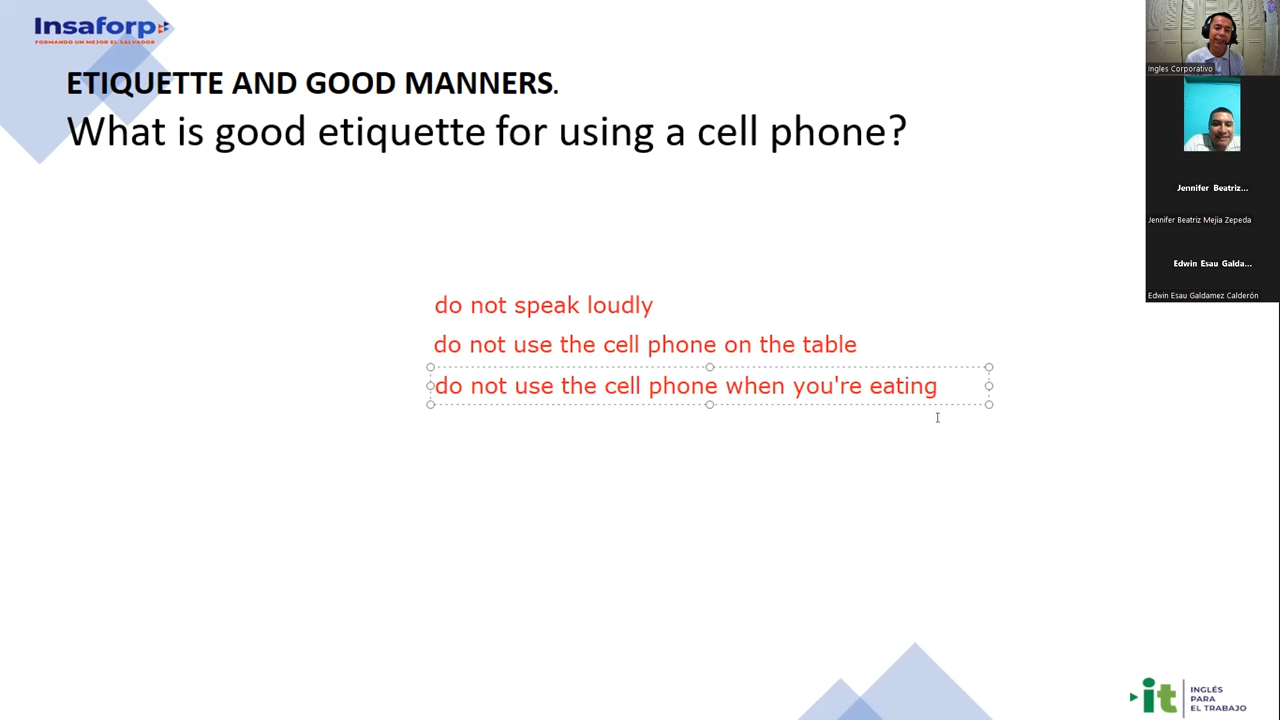 Insaforp
FORMANDO UN MEJOR EL SALVADOR
ETIQUETTE AND GOOD MANNERS.
What is good etiquette for using a cell phone?
do not speak loudly
do not use the cell phone on the table
do not use the cell phone when you're eating
Ingles Corporativo
Jennifer Beatriz...
Jennifer Beatriz Mejia Zepeda
Edwin Esau Galda...
Edwin Esau Galdamez Calderón
it INGLÉS
PARA
EL TRABAJO